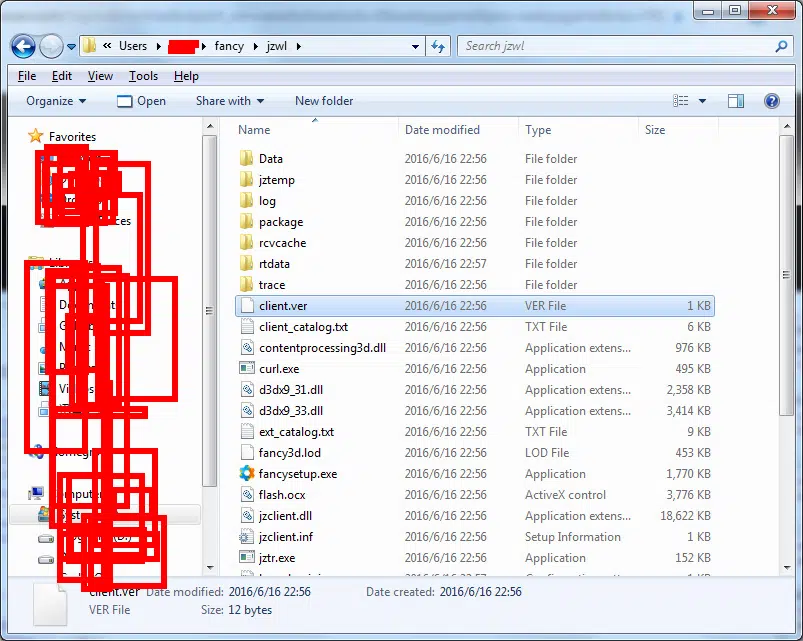 « Users ▸ fancy ▸ jzwl ▸ Search jzwl
File Edit View Tools Help
Organize Open Share with New folder
Name Date modified Type Size
Favorites
Data 2016/6/16 22:56 File folder
jztemp 2016/6/16 22:56 File folder
log 2016/6/16 22:56 File folder
package 2016/6/16 22:56 File folder
rcvcache 2016/6/16 22:56 File folder
rtdata 2016/6/16 22:57 File folder
trace 2016/6/16 22:56 File folder
client.ver 2016/6/16 22:56 VER File 1 KB
client_catalog.txt 2016/6/16 22:56 TXT File 6 KB
contentprocessing3d.dll 2016/6/16 22:56 Application extens... 976 KB
curl.exe 2016/6/16 22:56 Application 495 KB
d3dx9_31.dll 2016/6/16 22:56 Application extens... 2,358 KB
d3dx9_33.dll 2016/6/16 22:56 Application extens... 3,414 KB
ext_catalog.txt 2016/6/16 22:56 TXT File 9 KB
fancy3d.lod 2016/6/16 22:56 LOD File 453 KB
fancysetup.exe 2016/6/16 22:56 Application 1,770 KB
flash.ocx 2016/6/16 22:56 ActiveX control 3,776 KB
jzclient.dll 2016/6/16 22:56 Application extens... 18,622 KB
jzclient.inf 2016/6/16 22:56 Setup Information 1 KB
jztr.exe 2016/6/16 22:56 Application 152 KB
client.ver Date modified: 2016/6/16 22:56 Date created: 2016/6/16 22:56
VER File Size: 12 bytes